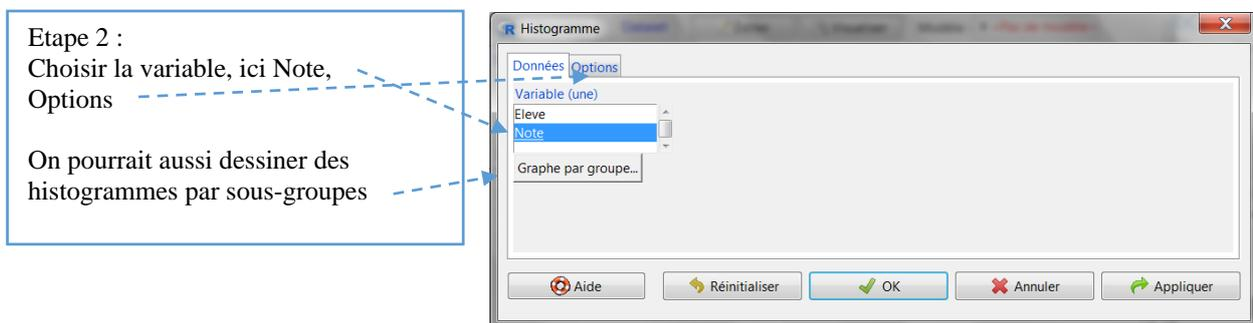 Etape 2 :
Choisir la variable, ici Note,
Options
On pourrait aussi dessiner des
histogrammes par sous-groupes
R Histogramme
Données Options
Variable (une)
Eleve
Note
Graphe par groupe...
Aide
Réinitialiser
OK
Annuler
Appliquer